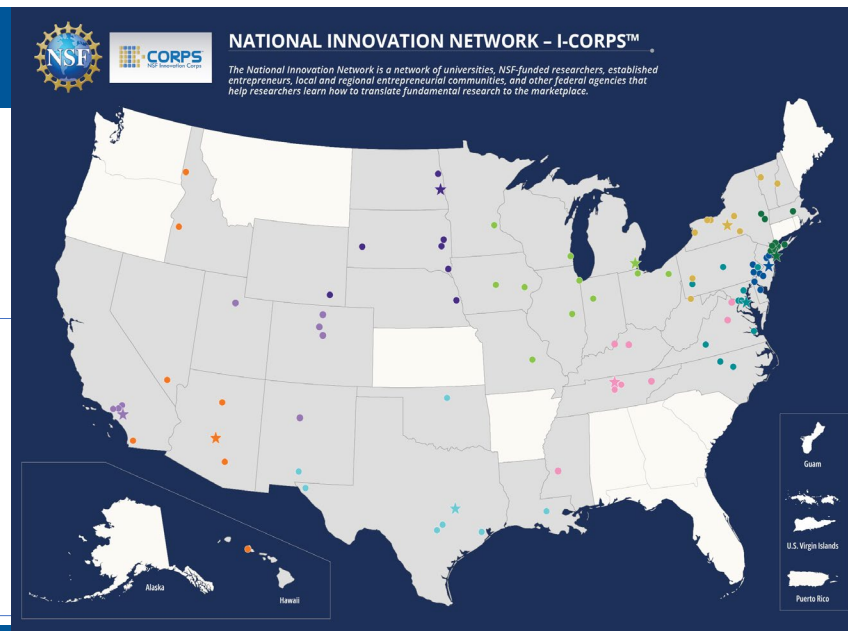 NSF
CORPS
NSF Innovation Corps
NATIONAL INNOVATION NETWORK – I-CORPS™
The National Innovation Network is a network of universities, NSF-funded researchers, established
entrepreneurs, local and regional entrepreneurial communities, and other federal agencies that
help researchers learn how to translate fundamental research to the marketplace.
Guam
U.S. Virgin Islands
Puerto Rico
Alaska
Hawaii